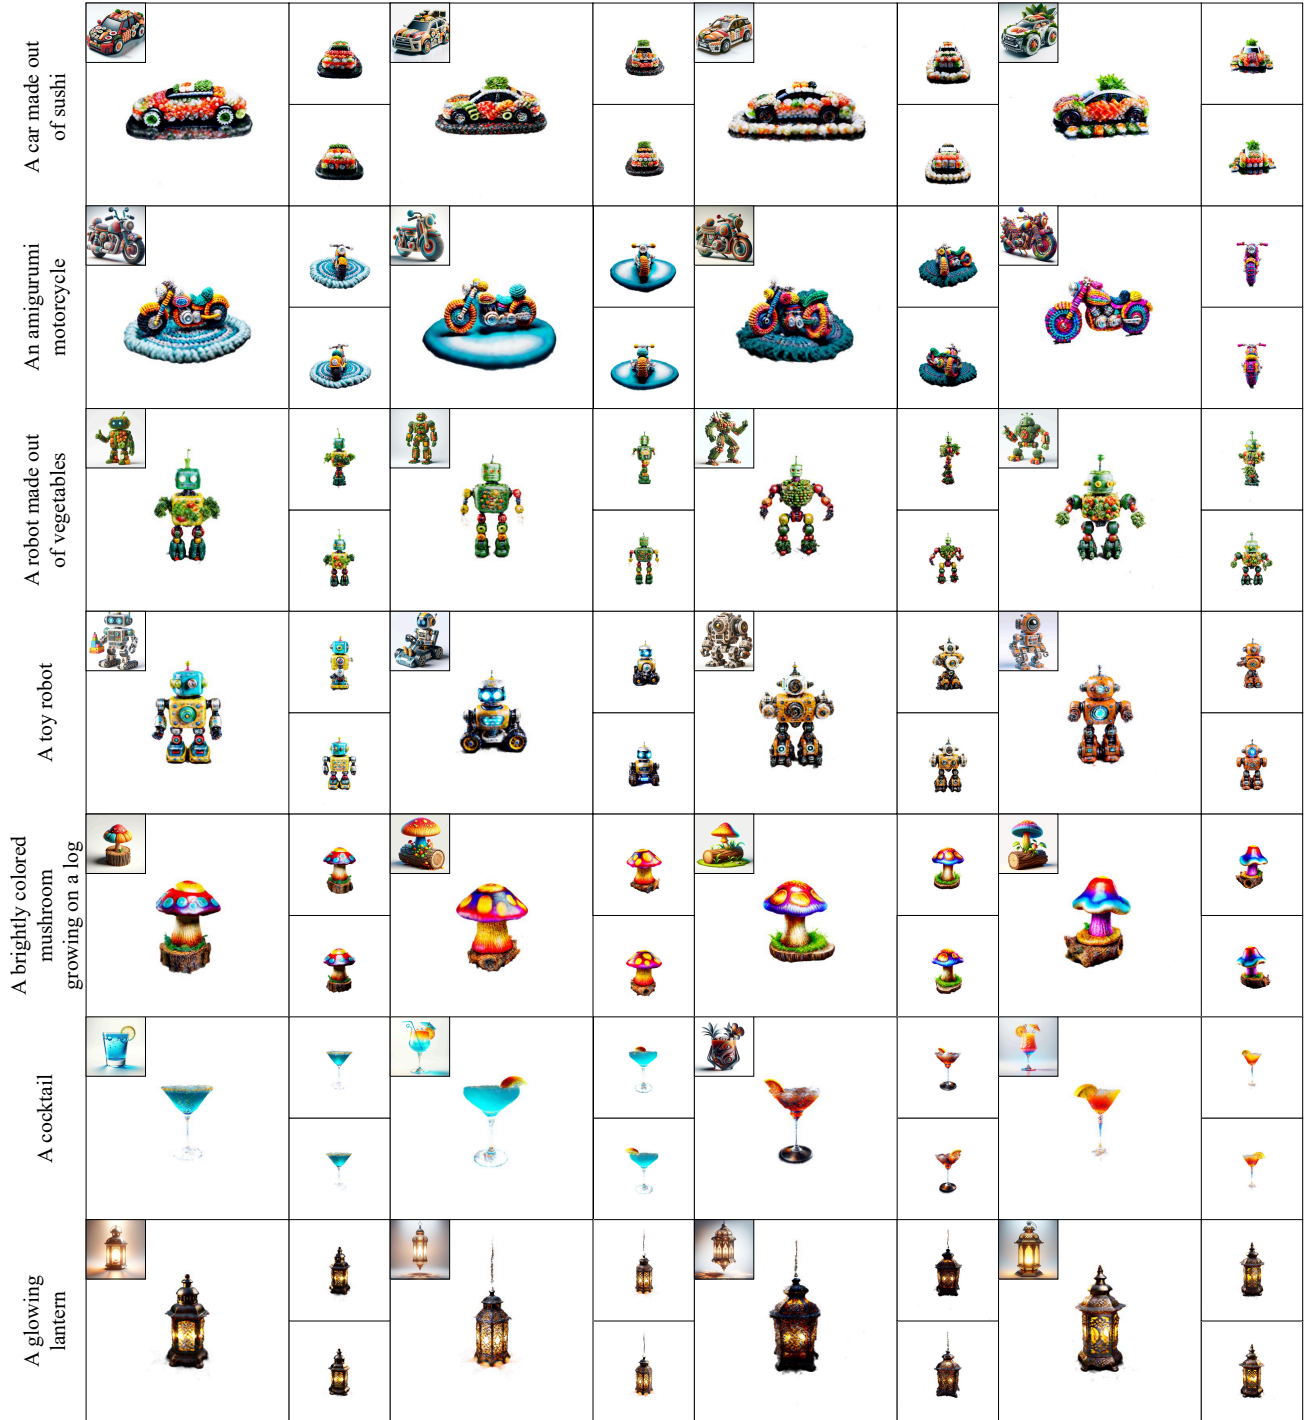 A car made out
of sushi
An amigurumi
motorcycle
A robot made out
of vegetables
A toy robot
A brightly colored
mushroom
growing on a log
A cocktail
A glowing
lantern